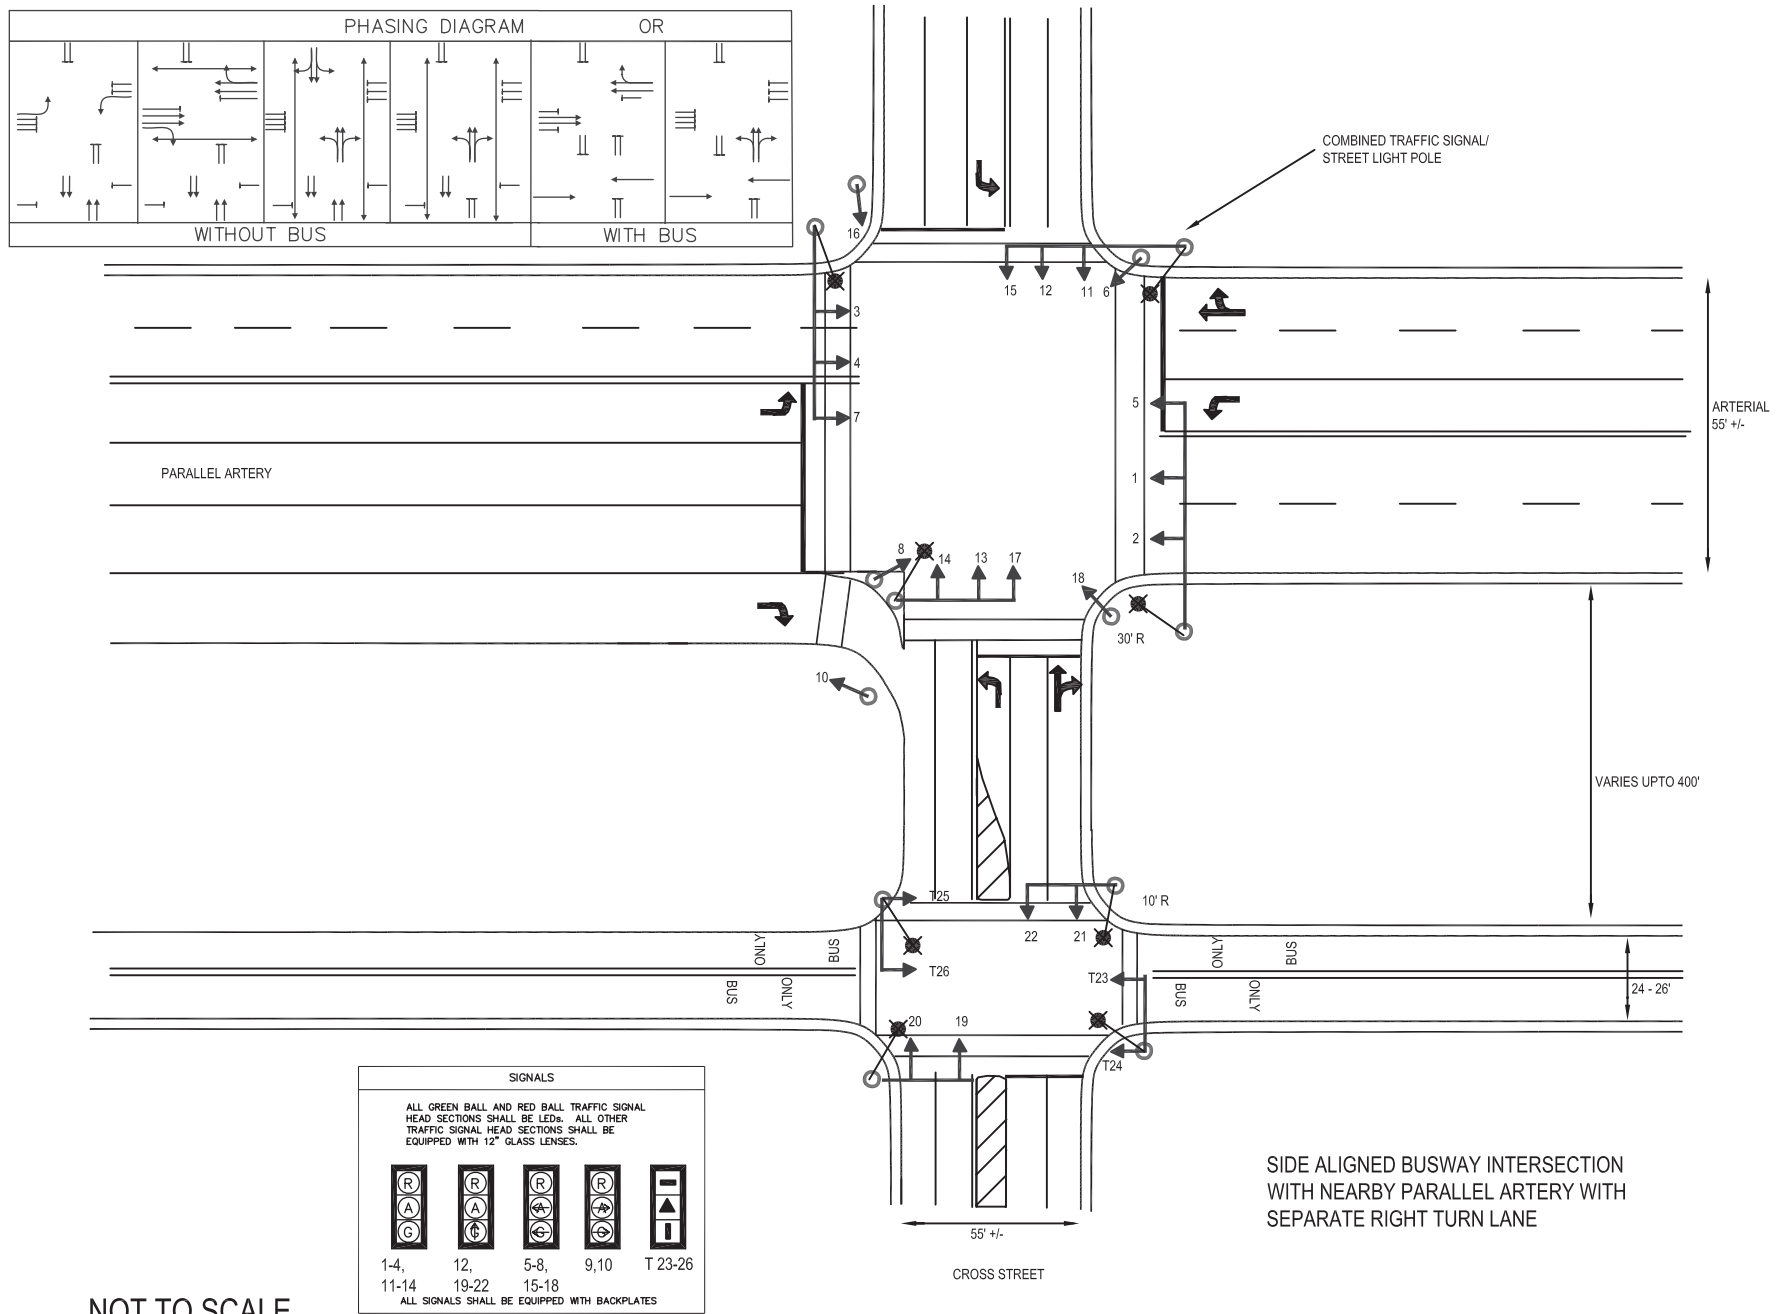 PHASING DIAGRAM OR
WITHOUT BUS WITH BUS
COMBINED TRAFFIC SIGNAL/
STREET LIGHT POLE
16
15 12 11 6
3
4
7
5
1
2
ARTERIAL
55' +/-
PARALLEL ARTERY
8 14 13 17
18
30' R
10
VARIES UPTO 400'
T25
10' R
22 21
ONLY BUS
ONLY BUS
T26
T23
BUS ONLY
BUS ONLY
24 - 26'
20 19
T24
SIGNALS
ALL GREEN BALL AND RED BALL TRAFFIC SIGNAL
HEAD SECTIONS SHALL BE LEDs. ALL OTHER
TRAFFIC SIGNAL HEAD SECTIONS SHALL BE
EQUIPPED WITH 12" GLASS LENSES.
R R R R
A A A A
G G G G
1-4, 12, 5-8, 9,10 T 23-26
11-14 19-22 15-18
ALL SIGNALS SHALL BE EQUIPPED WITH BACKPLATES
SIDE ALIGNED BUSWAY INTERSECTION
WITH NEARBY PARALLEL ARTERY WITH
SEPARATE RIGHT TURN LANE
55' +/-
CROSS STREET
NOT TO SCALE